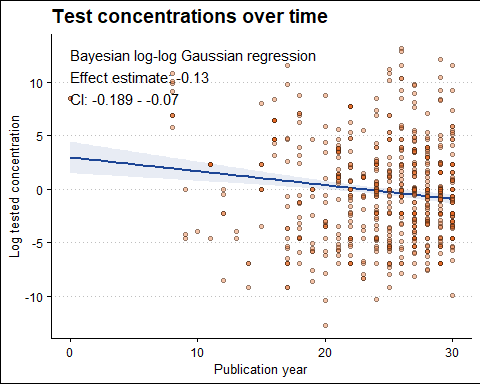 Test concentrations over time
Bayesian log-log Gaussian regression
Effect estimate: -0.13
CI: -0.189 - -0.07
10
5
0
-5
-10
Log tested concentration
0
10
20
30
Publication year